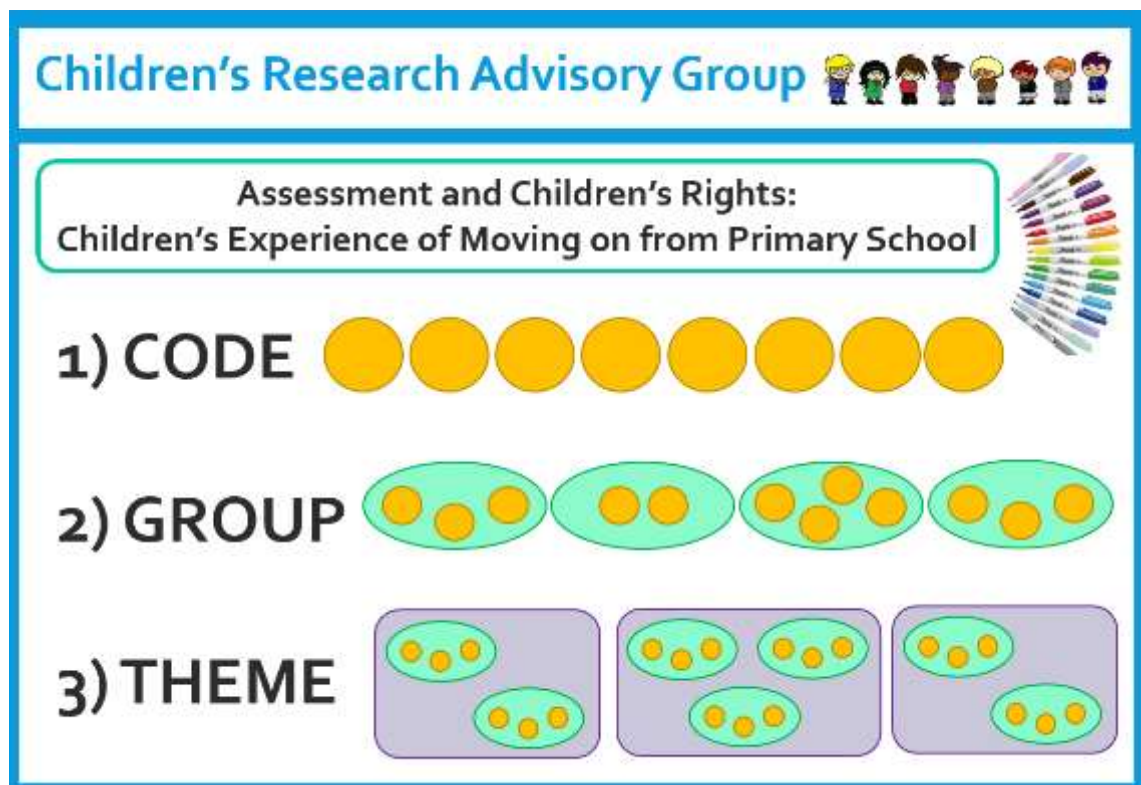 Children's Research Advisory Group
Assessment and Children's Rights:
Children's Experience of Moving on from Primary School
1) CODE
2) GROUP
3) THEME